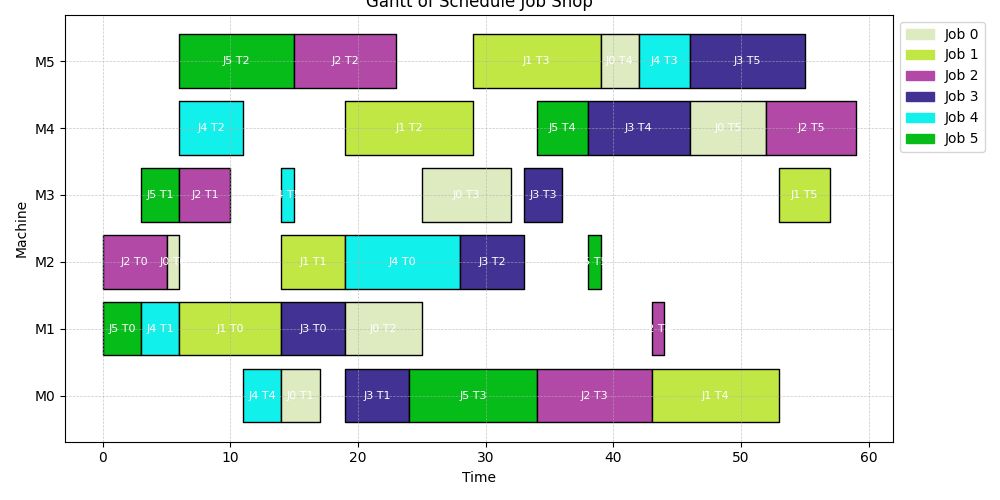 Gantt of Schedule Job Shop
M5
J5 T2
J2 T2
J1 T3
J0 T4
J4 T3
J3 T5
M4
J4 T2
J1 T2
J5 T4
J3 T4
J0 T5
J2 T5
M3
J5 T1
J2 T1
J0 T3
J3 T3
J1 T5
M2
J2 T0
J1 T1
J4 T0
J3 T2
M1
J5 T0
J4 T1
J1 T0
J3 T0
J0 T2
M0
J4 T4
J0 T1
J3 T1
J5 T3
J2 T3
J1 T4
Machine
0 10 20 30 40 50 60
Time
Job 0
Job 1
Job 2
Job 3
Job 4
Job 5